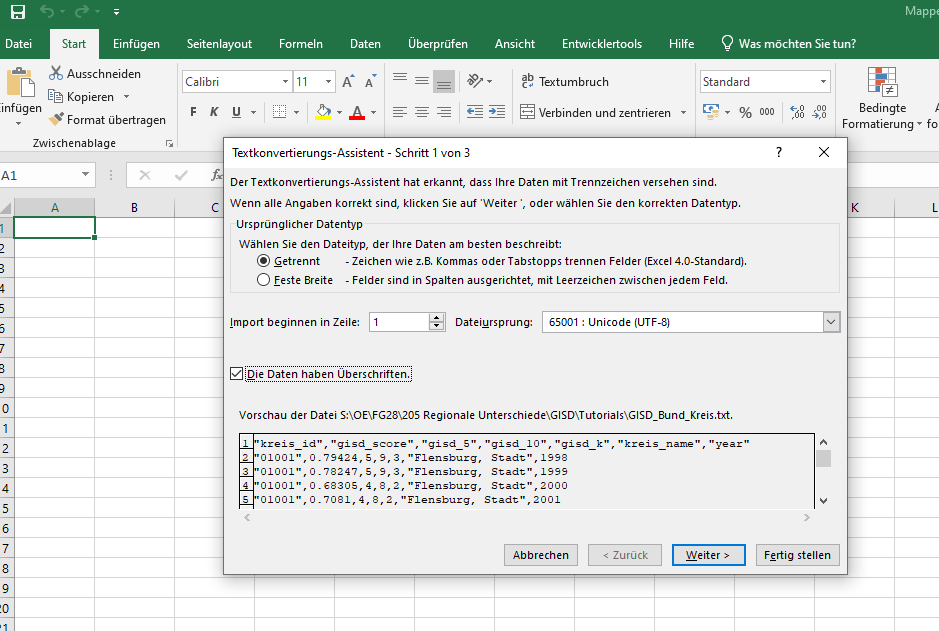 Mappe
Datei Start Einfügen Seitenlayout Formeln Daten Überprüfen Ansicht Entwicklertools Hilfe Was möchten Sie tun?
Ausschneiden
Kopieren
Format übertragen
infügen
Zwischenablage
Calibri 11
F K U
Textumbruch
Verbinden und zentrieren
Standard
% 000
Bedingte
Formatierung
A1
A B C K L
Textkonvertierungs-Assistent - Schritt 1 von 3
Der Textkonvertierungs-Assistent hat erkannt, dass Ihre Daten mit Trennzeichen versehen sind.
Wenn alle Angaben korrekt sind, klicken Sie auf 'Weiter ', oder wählen Sie den korrekten Datentyp.
Ursprünglicher Datentyp
Wählen Sie den Dateityp, der Ihre Daten am besten beschreibt:
Getrennt - Zeichen wie z.B. Kommas oder Tabstopps trennen Felder (Excel 4.0-Standard).
Feste Breite - Felder sind in Spalten ausgerichtet, mit Leerzeichen zwischen jedem Feld.
Import beginnen in Zeile: 1 Dateiursprung: 65001 : Unicode (UTF-8)
Die Daten haben Überschriften.
Vorschau der Datei S:\OE\FG28\205 Regionale Unterschiede\GISD\Tutorials\GISD_Bund_Kreis.txt.
1 "kreis_id","gisd_score","gisd_5","gisd_10","gisd_k","kreis_name","year"
2 "01001",0.79424,5,9,3,"Flensburg, Stadt",1998
3 "01001",0.78247,5,9,3,"Flensburg, Stadt",1999
4 "01001",0.68305,4,8,2,"Flensburg, Stadt",2000
5 "01001",0.7081,4,8,2,"Flensburg, Stadt",2001
Abbrechen < Zurück Weiter > Fertig stellen